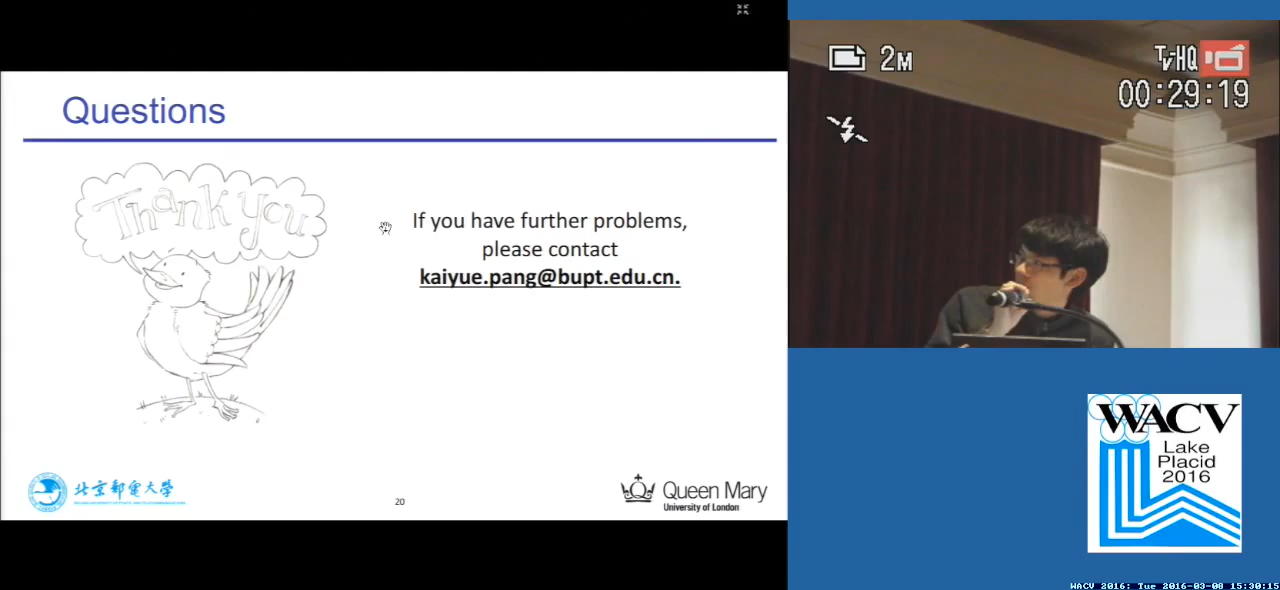 Questions
Thank you
If you have further problems,
please contact
kaiyue.pang@bupt.edu.cn.
北京邮电大学
20
Queen Mary
University of London
2M
Tv-HQ
00:29:19
WACV
Lake
Placid
2016
WACV 2016: Tue 2016-03-08 15:30:15